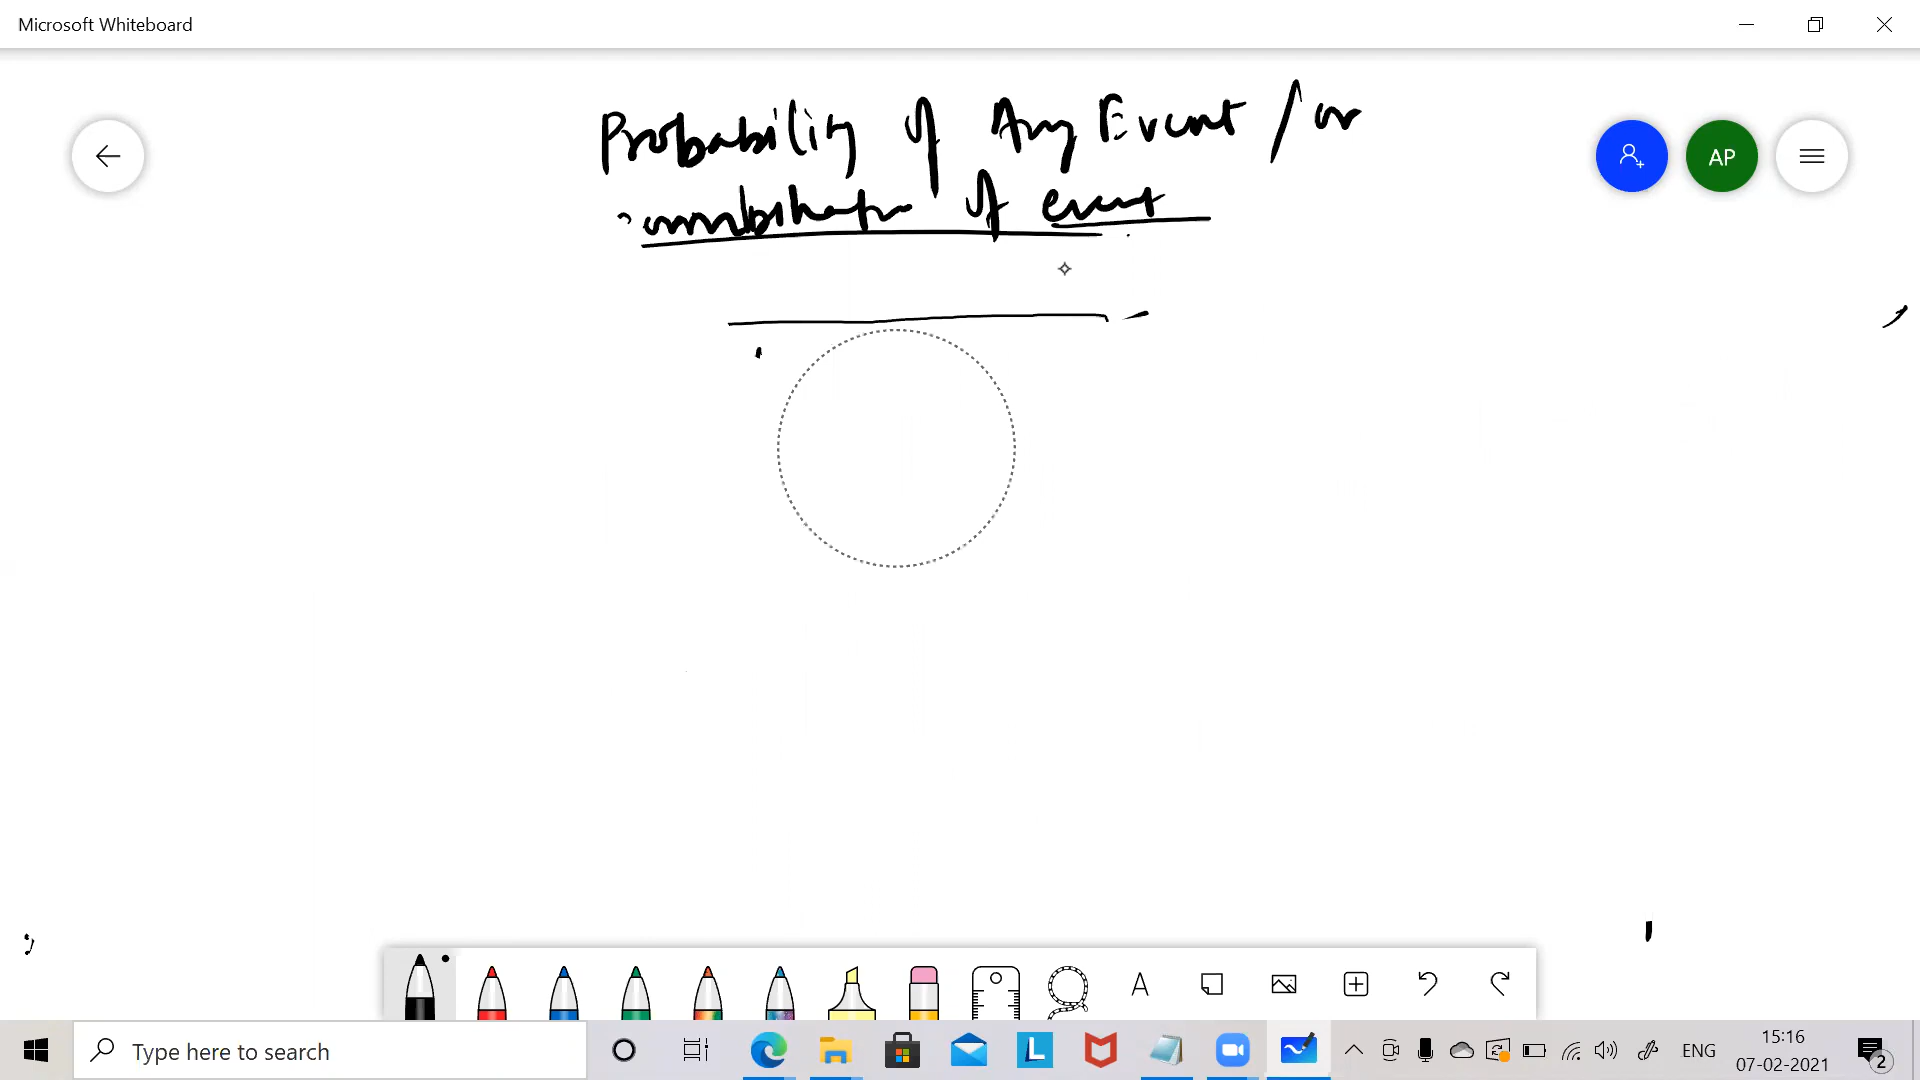 Microsoft Whiteboard
Probability of Any Event / or
combination of event
AP
A
Type here to search
L
ENG
15:16
07-02-2021
2